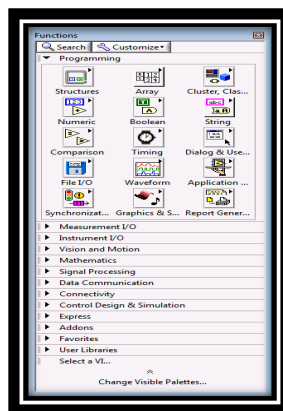 Functions
Search Customize
Programming
Structures Array Cluster, Clas...
Numeric Boolean String
Comparison Timing Dialog & Use...
File I/O Waveform Application ...
Synchronizat... Graphics & S... Report Gener...
Measurement I/O
Instrument I/O
Vision and Motion
Mathematics
Signal Processing
Data Communication
Connectivity
Control Design & Simulation
Express
Addons
Favorites
User Libraries
Select a VI...
Change Visible Palettes...